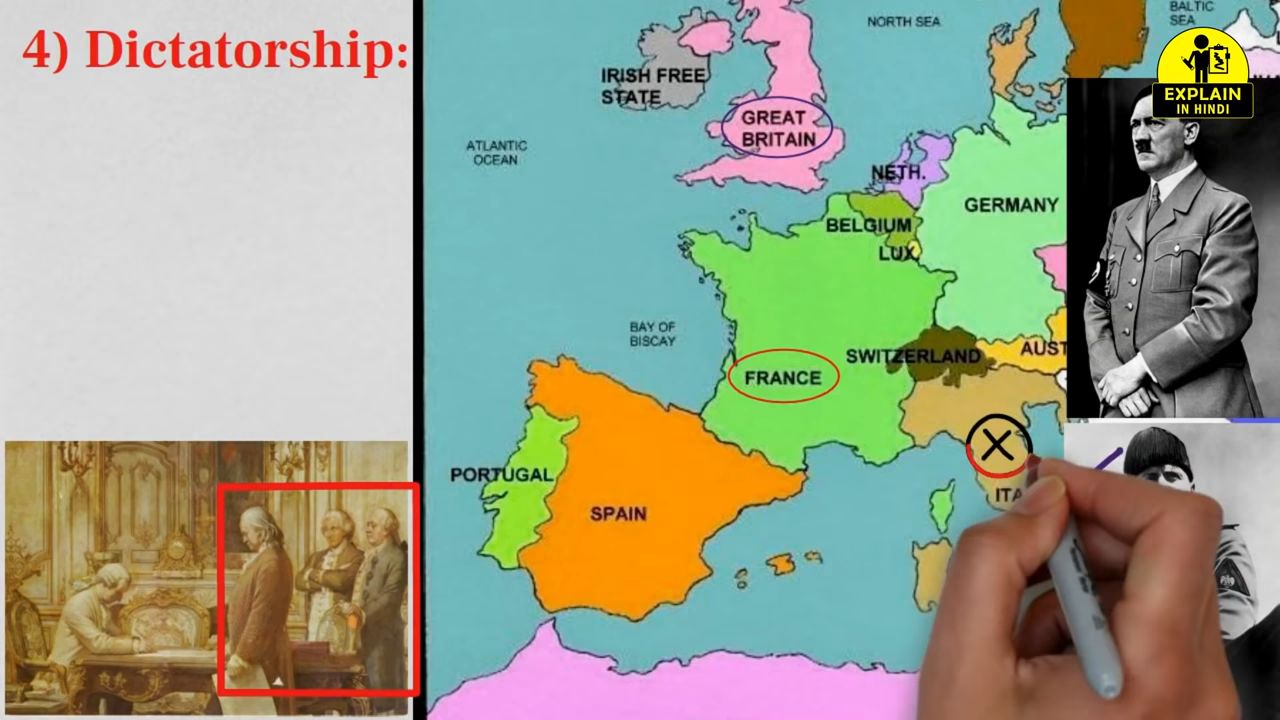 4) Dictatorship:
NORTH SEA
BALTIC
SEA
EXPLAIN
IN HINDI
IRISH FREE
STATE
GREAT
BRITAIN
ATLANTIC
OCEAN
NETH.
GERMANY
BELGIUM
LUX
BAY OF
BISCAY
SWITZERLAND
AUST
FRANCE
PORTUGAL
SPAIN
ITA